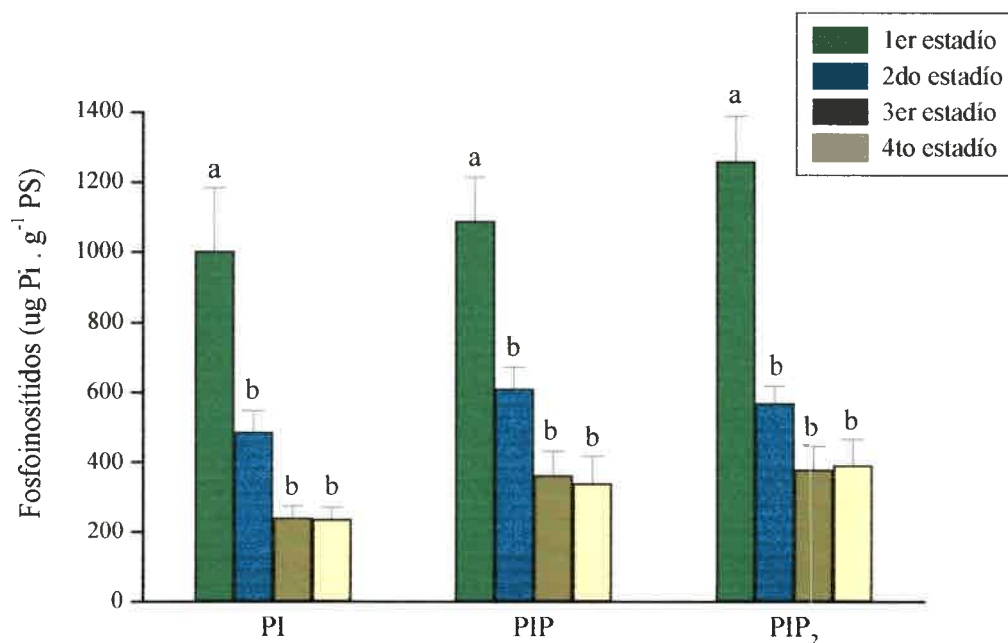 1er estadío
2do estadío
3er estadío
4to estadío
Fosfoinosítidos (ug Pi . g⁻¹ PS)
1400
1200
1000
800
600
400
200
0
a
b
b
b
a
b
b
b
a
b
b
b
PI
PIP
PIP₂